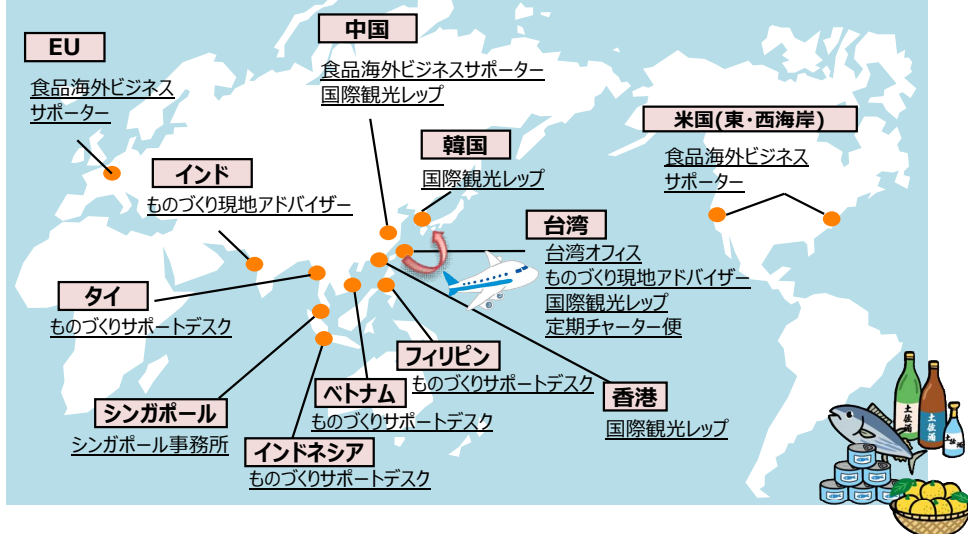 EU
食品海外ビジネス
サポーター
中国
食品海外ビジネスサポーター
国際観光レップ
韓国
国際観光レップ
米国(東・西海岸)
食品海外ビジネス
サポーター
インド
ものづくり現地アドバイザー
台湾
台湾オフィス
ものづくり現地アドバイザー
国際観光レップ
定期チャーター便
タイ
ものづくりサポートデスク
フィリピン
ものづくりサポートデスク
ベトナム
ものづくりサポートデスク
香港
国際観光レップ
シンガポール
シンガポール事務所
インドネシア
ものづくりサポートデスク
土佐酒
土佐酒
土佐酒